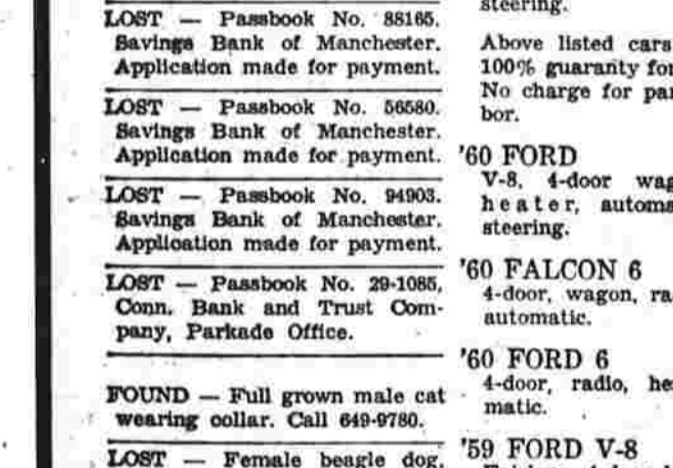 LOST — Passbook No. 88165.
Savings Bank of Manchester.
Application made for payment.
LOST — Passbook No. 56580.
Savings Bank of Manchester.
Application made for payment.
LOST — Passbook No. 94903.
Savings Bank of Manchester.
Application made for payment.
LOST — Passbook No. 29-1085,
Conn. Bank and Trust Com-
pany, Parkade Office.
FOUND — Full grown male cat
wearing collar. Call 649-9780.
LOST — Female beagle dog.
steering.
Above listed cars
100% guaranty for
No charge for par
bor.
'60 FORD
V-8, 4-door wag
heater, automa
steering.
'60 FALCON 6
4-door, wagon, ra
automatic.
'60 FORD 6
4-door, radio, he
matic.
'59 FORD V-8